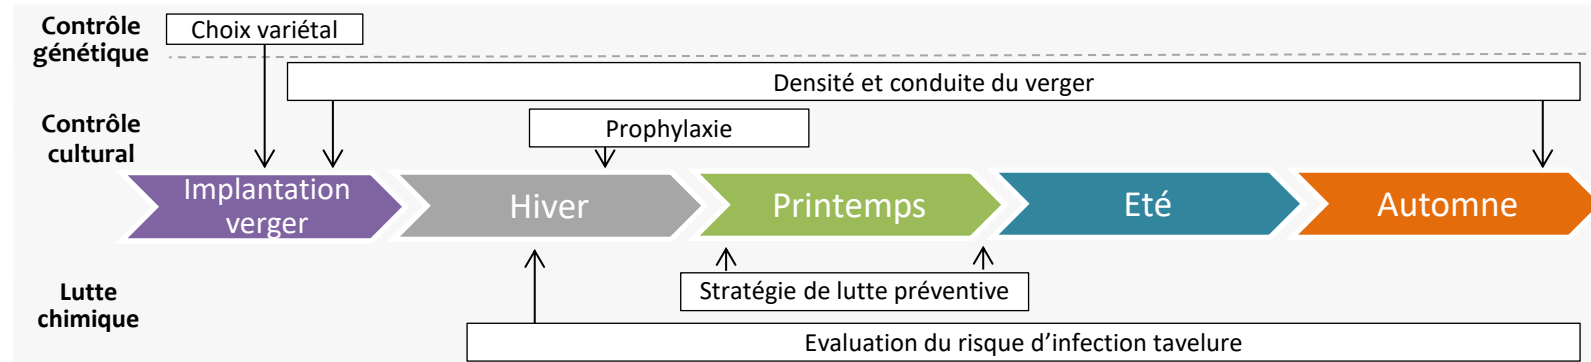 Contrôle
génétique
Choix variétal
Densité et conduite du verger
Contrôle
cultural
Prophylaxie
Implantation
verger
Hiver
Printemps
Eté
Automne
Lutte
chimique
Stratégie de lutte préventive
Evaluation du risque d’infection tavelure